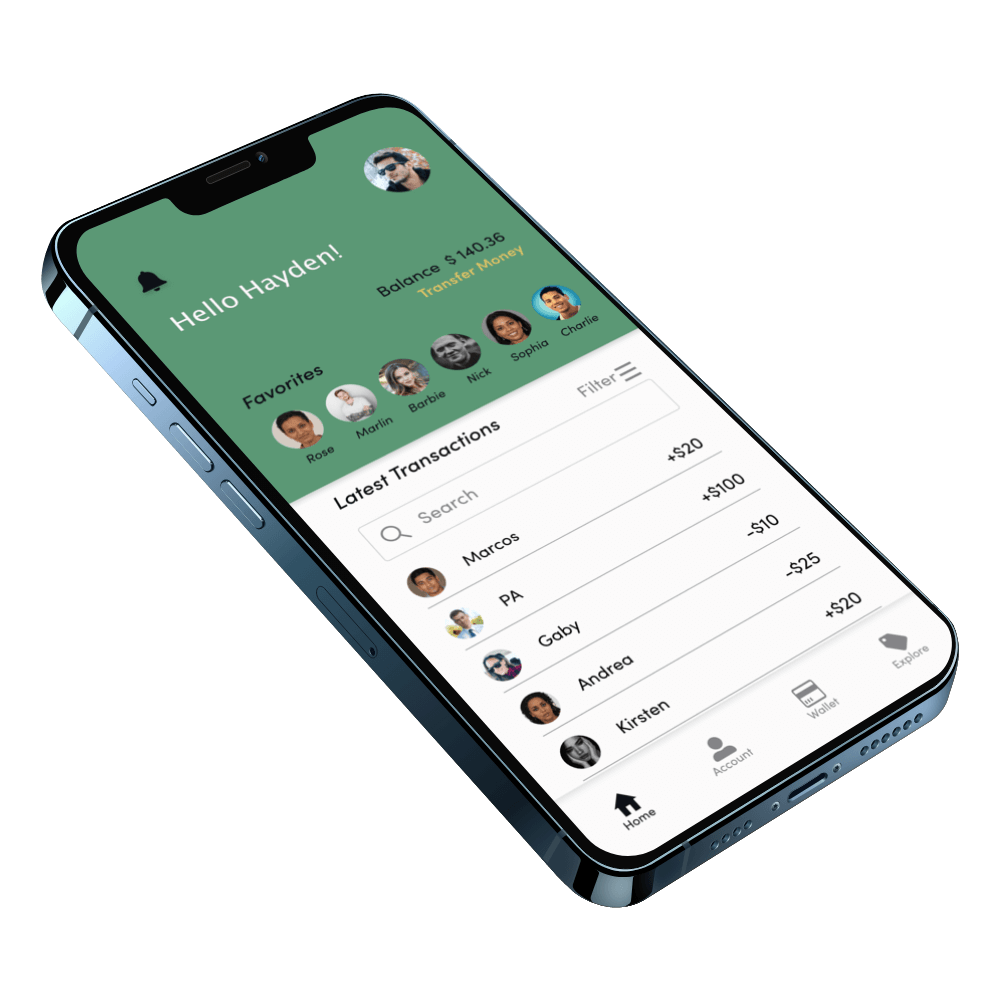 Hello Hayden!
Balance $ 140.36
Transfer Money
Favorites
Rose
Marlin
Barbie
Nick
Sophia
Charlie
Latest Transactions
Filter
Search
Marcos +$20
PA +$100
Gaby -$10
Andrea -$25
Kirsten +$20
Home
Account
Wallet
Explore